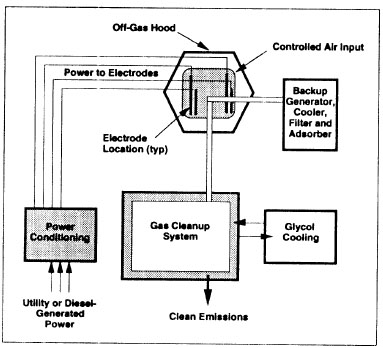 Off-Gas Hood
Controlled Air Input
Power to Electrodes
Electrode
Location (typ)
Backup
Generator,
Cooler,
Filter and
Adsorber
Power
Conditioning
Gas Cleanup
System
Glycol
Cooling
Utility or Diesel-
Generated
Power
Clean Emissions